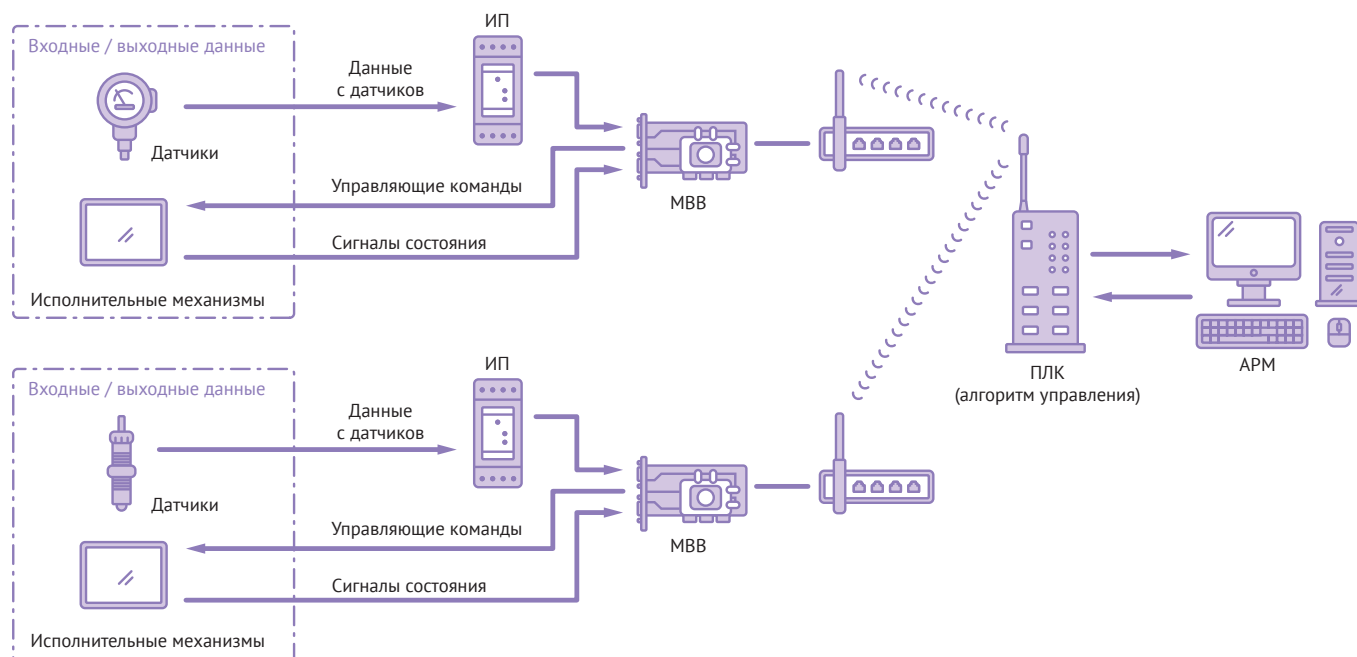 Входные / выходные данные
ИП
Данные
с датчиков
Датчики
Управляющие команды
МВВ
Сигналы состояния
Исполнительные механизмы
ПЛК
(алгоритм управления)
АРМ
Входные / выходные данные
ИП
Данные
с датчиков
Датчики
Управляющие команды
МВВ
Сигналы состояния
Исполнительные механизмы